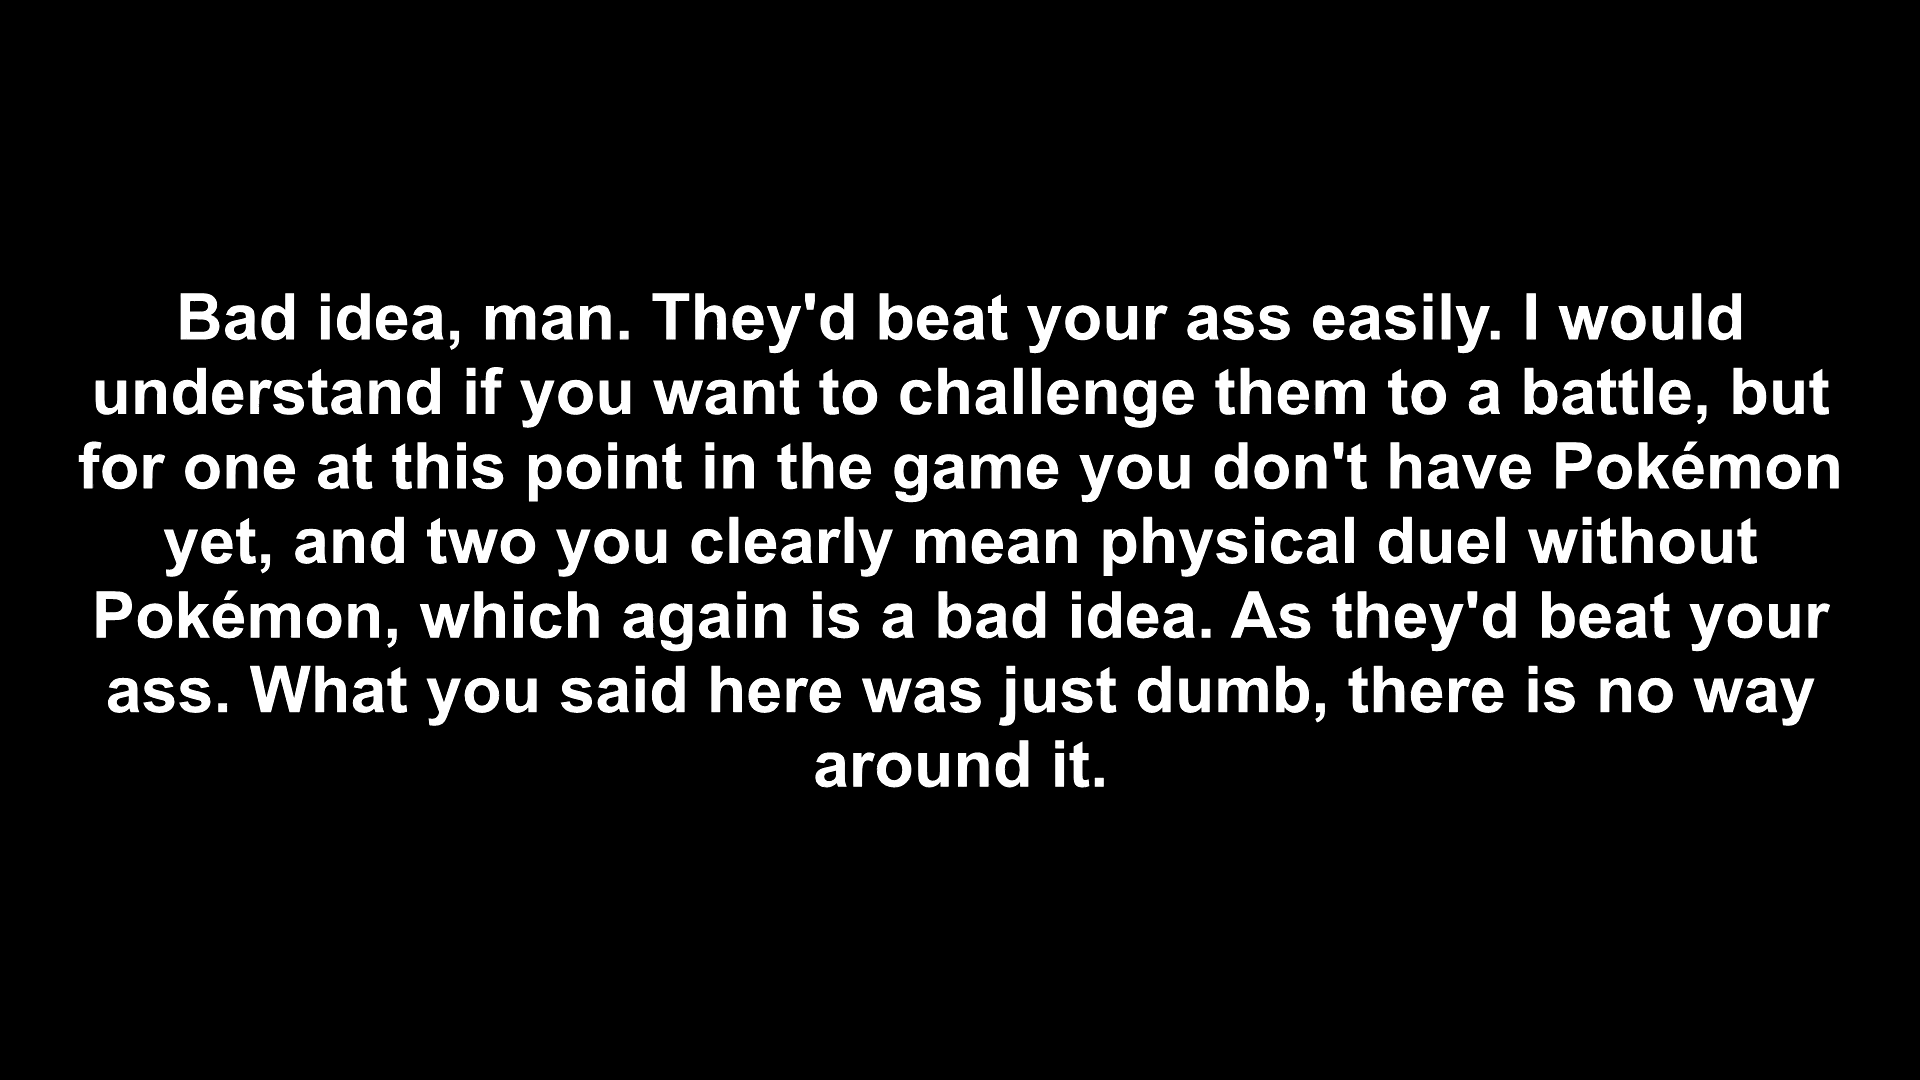 Bad idea, man. They'd beat your ass easily. I would
understand if you want to challenge them to a battle, but
for one at this point in the game you don't have Pokémon
yet, and two you clearly mean physical duel without
Pokémon, which again is a bad idea. As they'd beat your
ass. What you said here was just dumb, there is no way
around it.